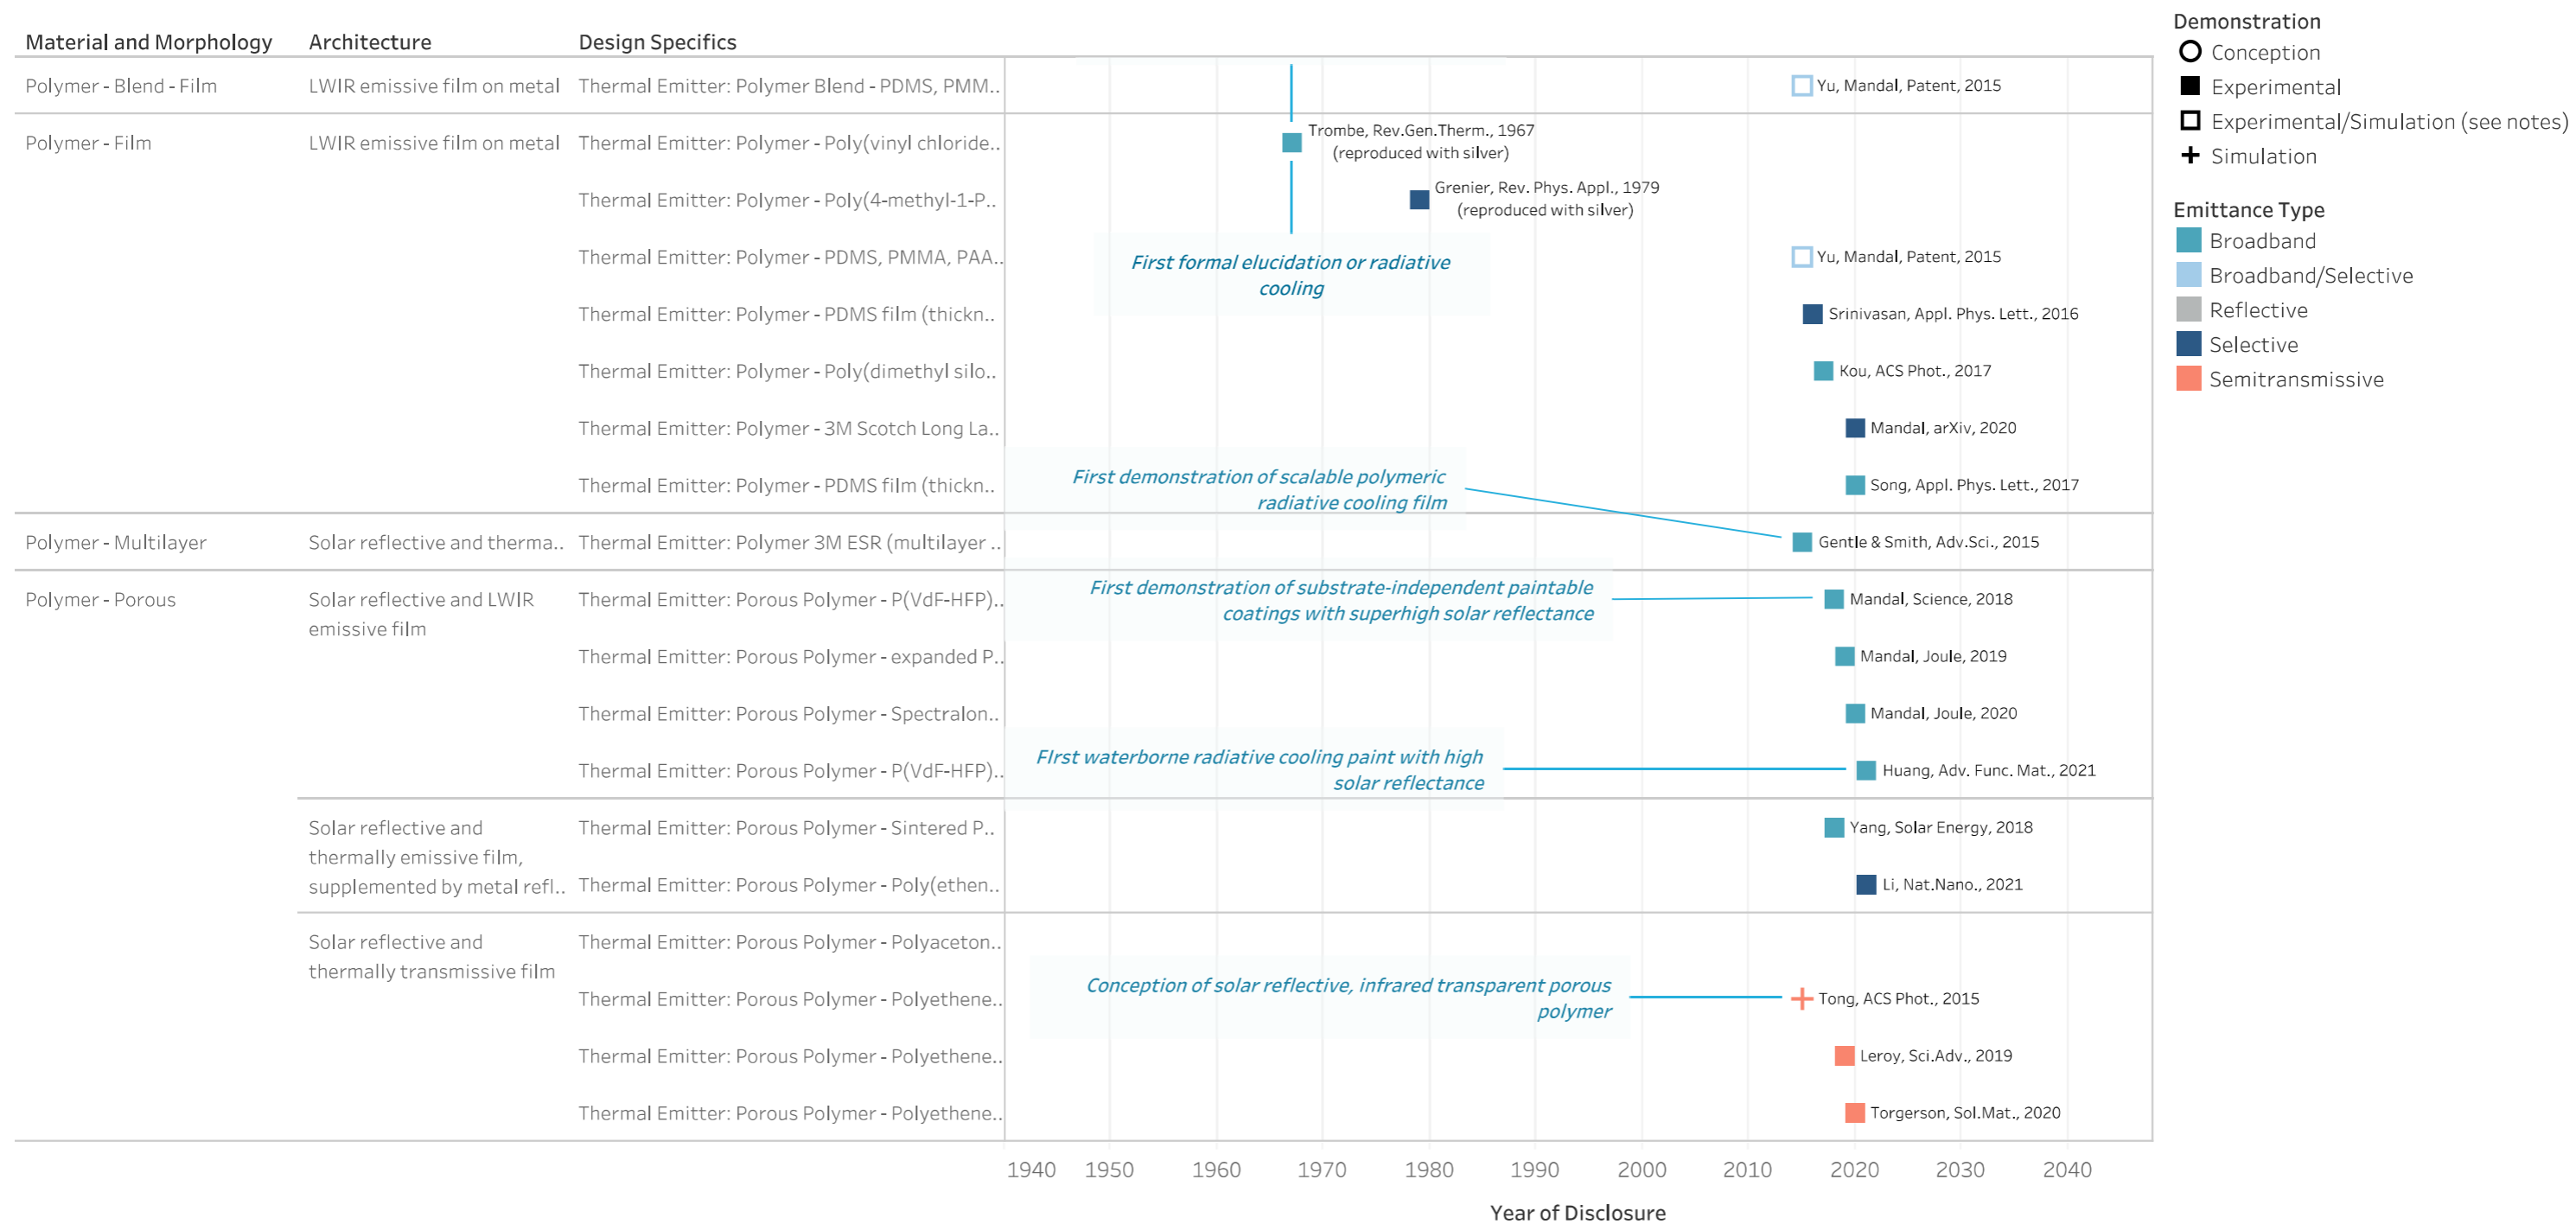 Material and Morphology Architecture Design Specifics
Polymer - Blend - Film LWIR emissive film on metal Thermal Emitter: Polymer Blend - PDMS, PMM.. Yu, Mandal, Patent, 2015
Polymer - Film LWIR emissive film on metal Thermal Emitter: Polymer - Poly(vinyl chloride.. Trombe, Rev.Gen.Therm., 1967
(reproduced with silver)
Thermal Emitter: Polymer - Poly(4-methyl-1-P.. Grenier, Rev. Phys. Appl., 1979
(reproduced with silver)
Thermal Emitter: Polymer - PDMS, PMMA, PAA.. Yu, Mandal, Patent, 2015
First formal elucidation or radiative
cooling
Thermal Emitter: Polymer - PDMS film (thickn.. Srinivasan, Appl. Phys. Lett., 2016
Thermal Emitter: Polymer - Poly(dimethyl silo.. Kou, ACS Phot., 2017
Thermal Emitter: Polymer - 3M Scotch Long La.. Mandal, arXiv, 2020
Thermal Emitter: Polymer - PDMS film (thickn.. Song, Appl. Phys. Lett., 2017
First demonstration of scalable polymeric
radiative cooling film
Polymer - Multilayer Solar reflective and therma.. Thermal Emitter: Polymer 3M ESR (multilayer .. Gentle & Smith, Adv.Sci., 2015
Polymer - Porous Solar reflective and LWIR
emissive film
Thermal Emitter: Porous Polymer - P(VdF-HFP).. Mandal, Science, 2018
First demonstration of substrate-independent paintable
coatings with superhigh solar reflectance
Thermal Emitter: Porous Polymer - expanded P.. Mandal, Joule, 2019
Thermal Emitter: Porous Polymer - Spectralon.. Mandal, Joule, 2020
Thermal Emitter: Porous Polymer - P(VdF-HFP).. Huang, Adv. Func. Mat., 2021
FIrst waterborne radiative cooling paint with high
solar reflectance
Solar reflective and
thermally emissive film,
supplemented by metal refl..
Thermal Emitter: Porous Polymer - Sintered P.. Yang, Solar Energy, 2018
Thermal Emitter: Porous Polymer - Poly(ethen.. Li, Nat.Nano., 2021
Solar reflective and
thermally transmissive film
Thermal Emitter: Porous Polymer - Polyaceton..
Thermal Emitter: Porous Polymer - Polyethene.. Tong, ACS Phot., 2015
Conception of solar reflective, infrared transparent porous
polymer
Thermal Emitter: Porous Polymer - Polyethene.. Leroy, Sci.Adv., 2019
Thermal Emitter: Porous Polymer - Polyethene.. Torgerson, Sol.Mat., 2020
1940 1950 1960 1970 1980 1990 2000 2010 2020 2030 2040
Year of Disclosure
Demonstration
Conception
Experimental
Experimental/Simulation (see notes)
Simulation
Emittance Type
Broadband
Broadband/Selective
Reflective
Selective
Semitransmissive